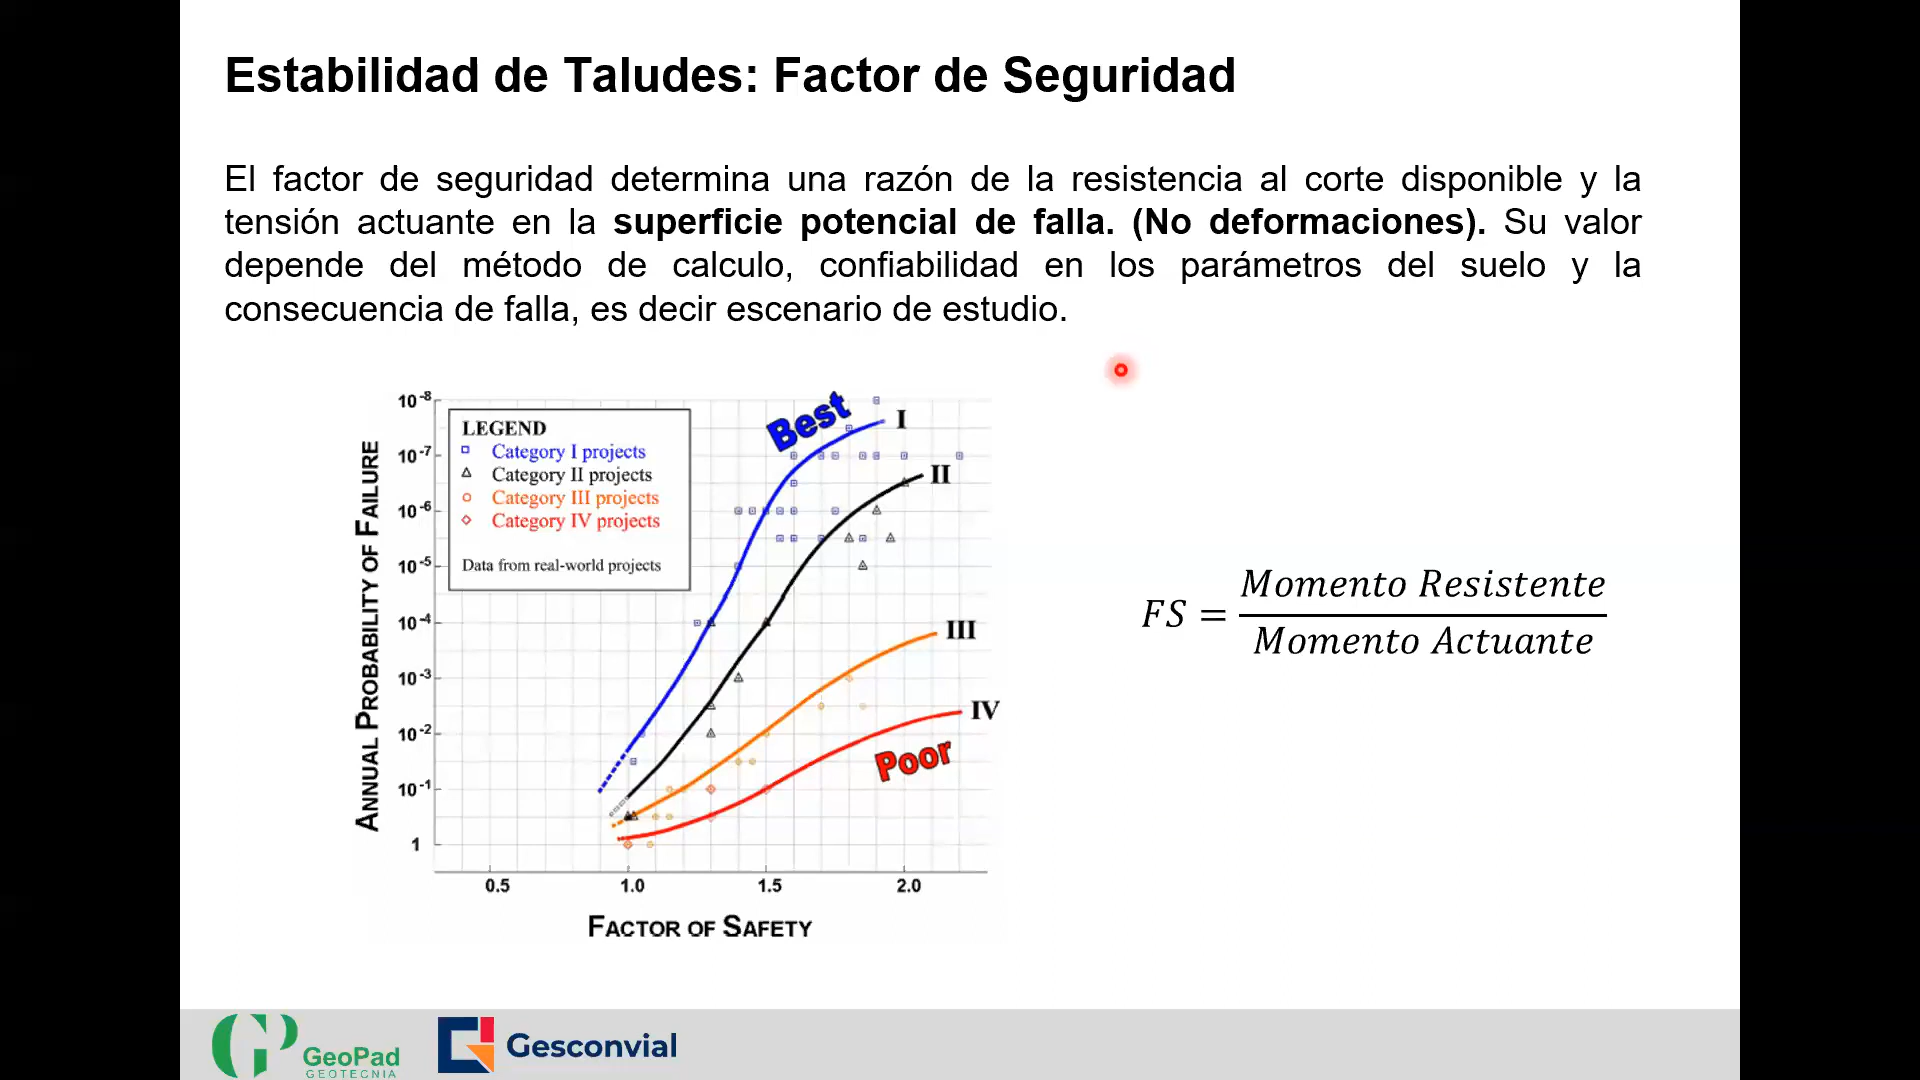 Estabilidad de Taludes: Factor de Seguridad
El factor de seguridad determina una razón de la resistencia al corte disponible y la
tensión actuante en la superficie potencial de falla. (No deformaciones). Su valor
depende del método de calculo, confiabilidad en los parámetros del suelo y la
consecuencia de falla, es decir escenario de estudio.
ANNUAL PROBABILITY OF FAILURE
10⁻⁸
10⁻⁷
10⁻⁶
10⁻⁵
10⁻⁴
10⁻³
10⁻²
10⁻¹
1
LEGEND
Category I projects
Category II projects
Category III projects
Category IV projects
Data from real-world projects
Best
I
II
III
IV
Poor
0.5 1.0 1.5 2.0
FACTOR OF SAFETY
FS = Momento Resistente / Momento Actuante
GP GeoPad
GEOTECNIA
Gesconvial